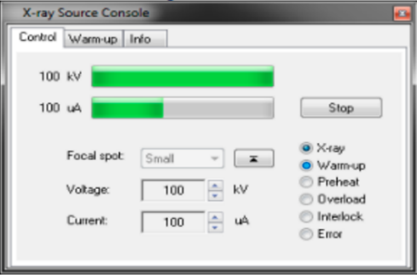 X-ray Source Console
Control Warm-up Info
100 kV
100 uA
Stop
Focal spot: Small
Voltage: 100 kV
Current: 100 uA
X-ray
Warm-up
Preheat
Overload
Interlock
Error